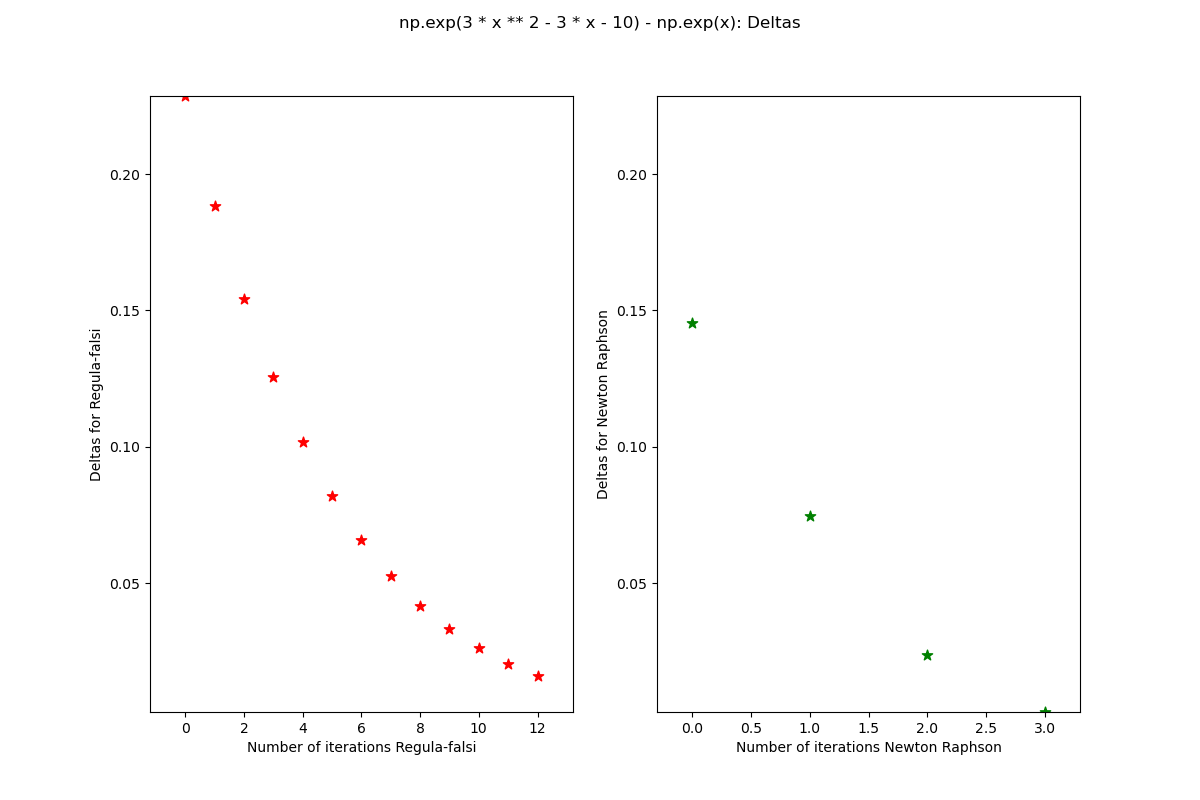 np.exp(3 * x ** 2 - 3 * x - 10) - np.exp(x): Deltas
Deltas for Regula-falsi
0.20
0.15
0.10
0.05
0 2 4 6 8 10 12
Number of iterations Regula-falsi
Deltas for Newton Raphson
0.20
0.15
0.10
0.05
0.0 0.5 1.0 1.5 2.0 2.5 3.0
Number of iterations Newton Raphson